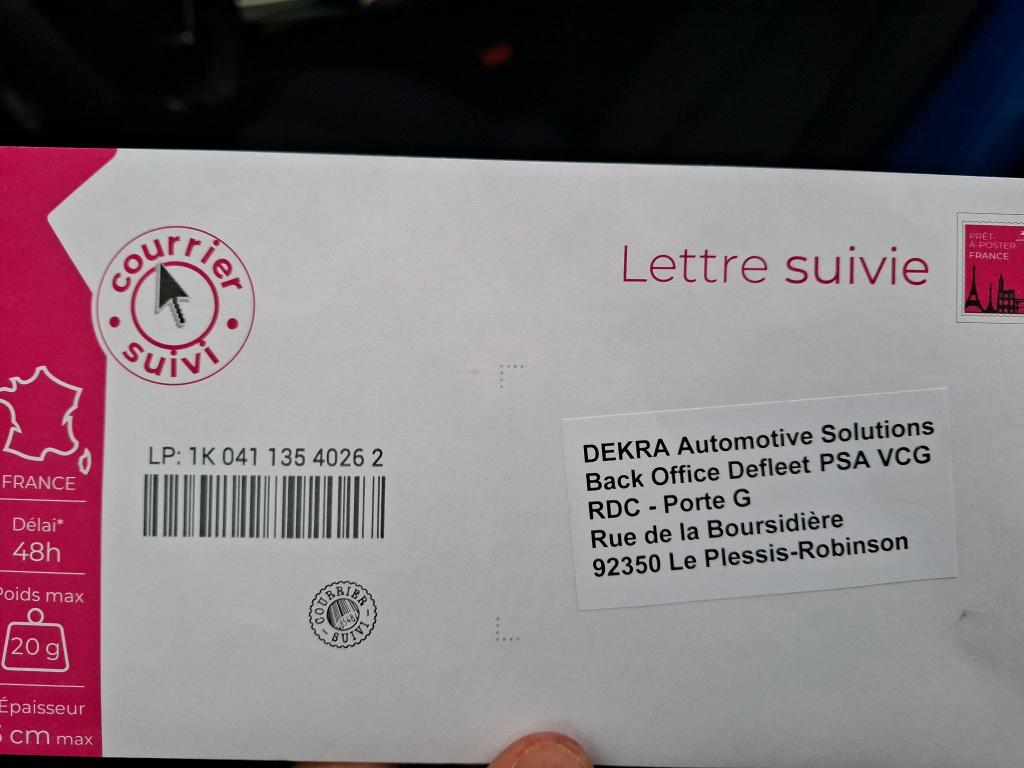 courrier
suivi
Lettre suivie
PRÊT-
À-POSTER
FRANCE
LP: 1K 041 135 4026 2
DEKRA Automotive Solutions
Back Office Defleet PSA VCG
RDC - Porte G
Rue de la Boursidière
92350 Le Plessis-Robinson
FRANCE
Délai*
48h
Poids max
20 g
Épaisseur
cm max
COURRIER
SUIVI